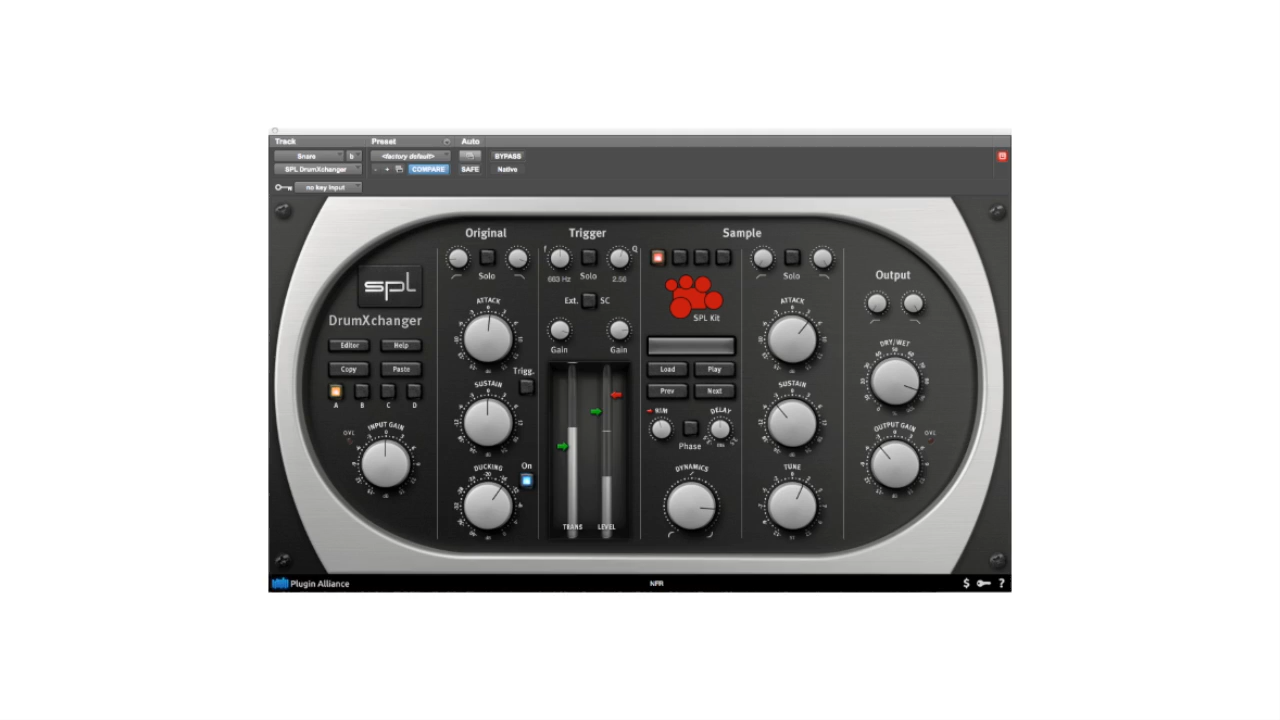 Track Preset Auto
Snare b <factory default> BYPASS
SPL DrumXchanger - + COMPARE SAFE Native
no key input
Original Trigger Sample
f Q
Solo Solo Solo
663 Hz 2.56
Output
Ext. SC
spl
SPL Kit
DrumXchanger
ATTACK ATTACK
Gain Gain
Editor Help
DRY/WET
Copy Paste
Trigg.
Load Play
SUSTAIN SUSTAIN
Prev Next
A B C D
RIM DELAY
INPUT GAIN
OUTPUT GAIN
OVL OVL
Phase
DUCKING On
DYNAMICS TUNE
TRANS LEVEL
Plugin Alliance NFR $ ?